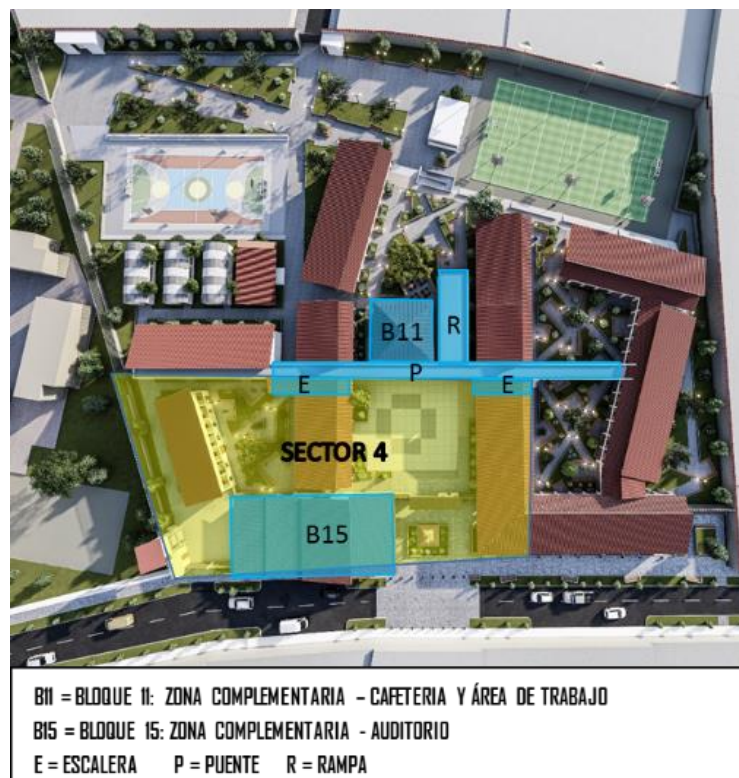 B11
R
P
E
E
SECTOR 4
B15
B11 = BLOQUE 11: ZONA COMPLEMENTARIA - CAFETERIA Y ÁREA DE TRABAJO
B15 = BLOQUE 15: ZONA COMPLEMENTARIA - AUDITORIO
E = ESCALERA P = PUENTE R = RAMPA